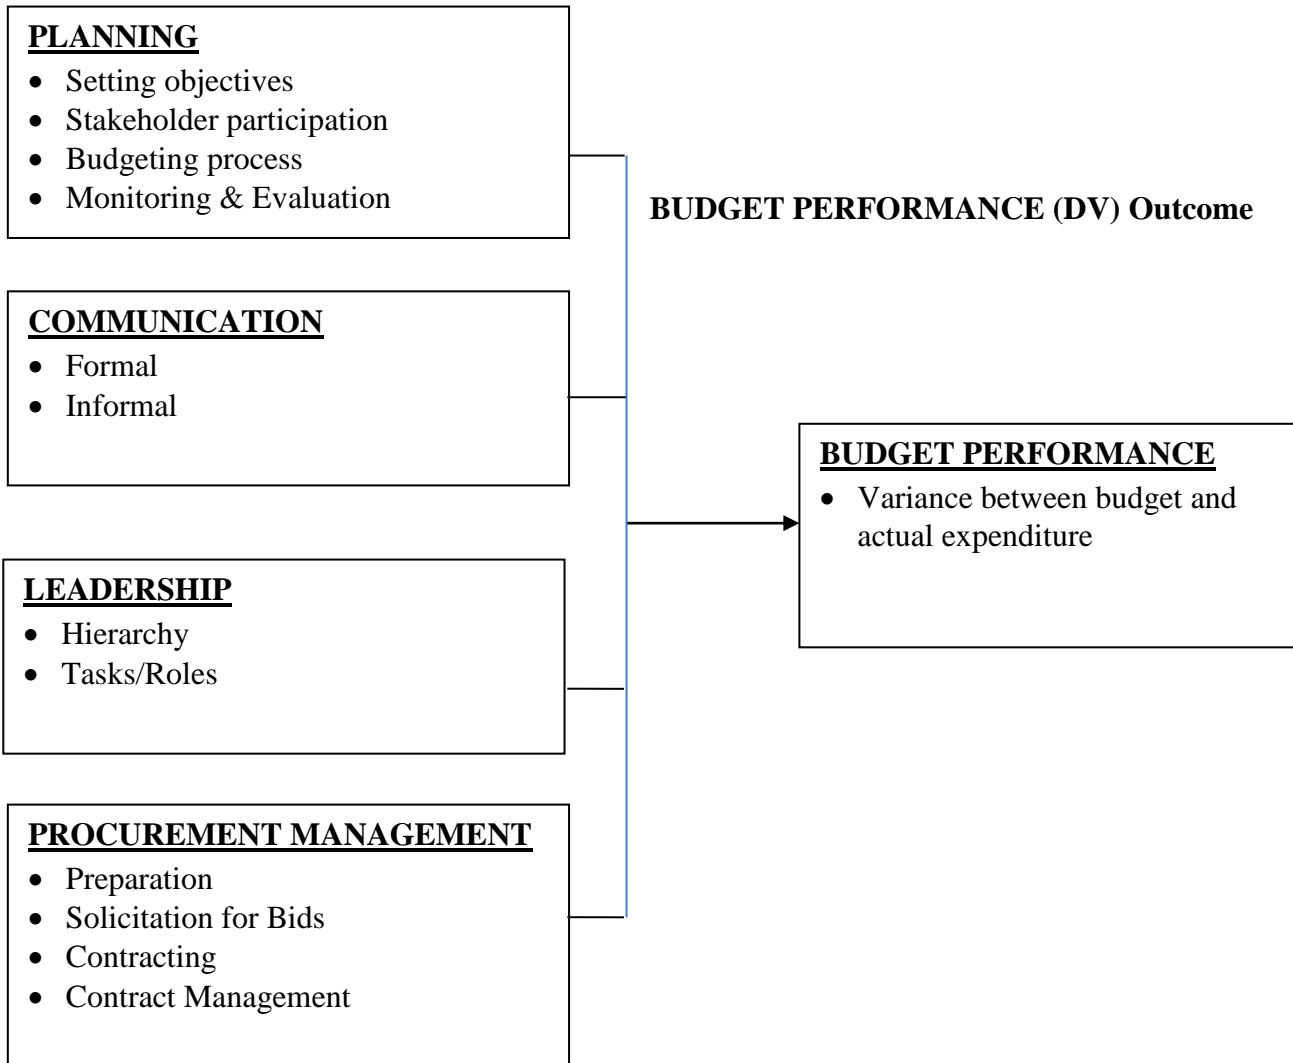 PLANNING
• Setting objectives
• Stakeholder participation
• Budgeting process
• Monitoring & Evaluation
BUDGET PERFORMANCE (DV) Outcome
COMMUNICATION
• Formal
• Informal
BUDGET PERFORMANCE
• Variance between budget and
actual expenditure
LEADERSHIP
• Hierarchy
• Tasks/Roles
PROCUREMENT MANAGEMENT
• Preparation
• Solicitation for Bids
• Contracting
• Contract Management